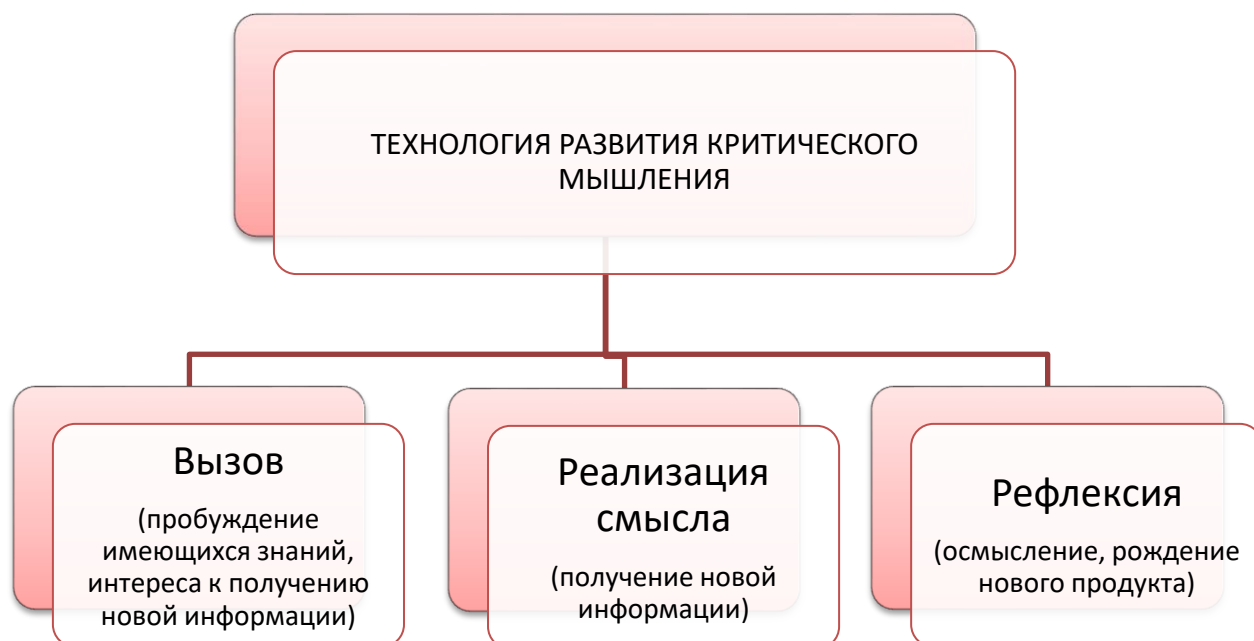 ТЕХНОЛОГИЯ РАЗВИТИЯ КРИТИЧЕСКОГО
МЫШЛЕНИЯ
Вызов
(пробуждение
имеющихся знаний,
интереса к получению
новой информации)
Реализация
смысла
(получение новой
информации)
Рефлексия
(осмысление, рождение
нового продукта)